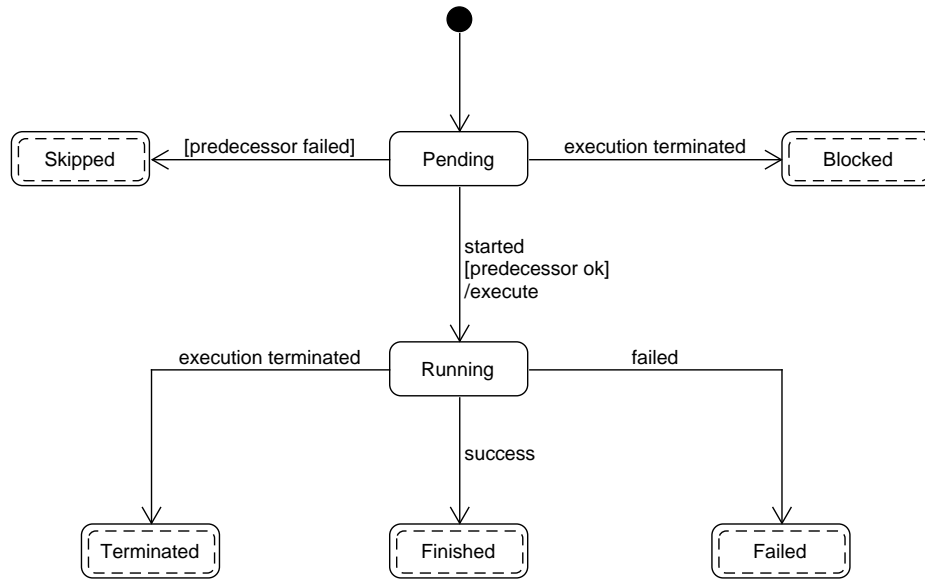 Skipped
[predecessor failed]
Pending
execution terminated
Blocked
started
[predecessor ok]
/execute
execution terminated
Running
failed
success
Terminated
Finished
Failed